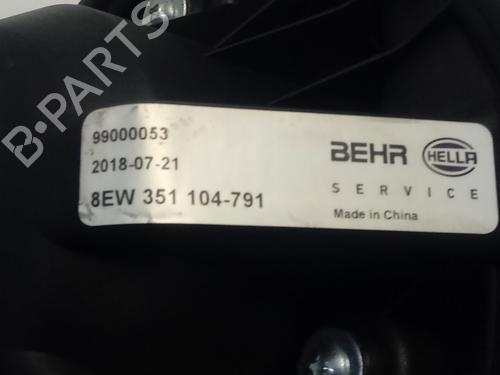 B-PARTS
99000053
2018-07-21
8EW 351 104-791
BEHR HELLA
SERVICE
Made in China